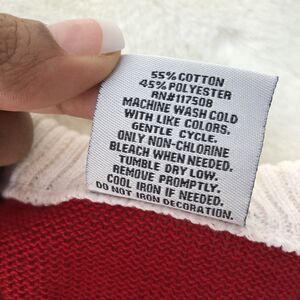 55% COTTON
45% POLYESTER
RN#117508
MACHINE WASH COLD
WITH LIKE COLORS.
GENTLE CYCLE.
ONLY NON-CHLORINE
BLEACH WHEN NEEDED.
TUMBLE DRY LOW.
REMOVE PROMPTLY.
COOL IRON IF NEEDED.
DO NOT IRON DECORATION.